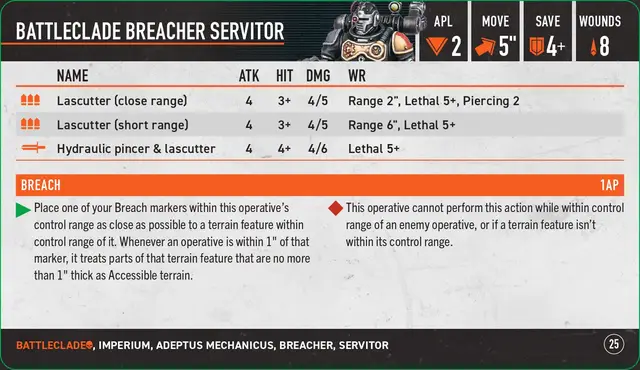 BATTLECLADE BREACHER SERVITOR
APL MOVE SAVE WOUNDS
2 5" 4+ 8
NAME ATK HIT DMG WR
Lascutter (close range) 4 3+ 4/5 Range 2", Lethal 5+, Piercing 2
Lascutter (short range) 4 3+ 4/5 Range 6", Lethal 5+
Hydraulic pincer & lascutter 4 4+ 4/6 Lethal 5+
BREACH 1AP
Place one of your Breach markers within this operative's
control range as close as possible to a terrain feature within
control range of it. Whenever an operative is within 1" of that
marker, it treats parts of that terrain feature that are no more
than 1" thick as Accessible terrain.
This operative cannot perform this action while within control
range of an enemy operative, or if a terrain feature isn't
within its control range.
BATTLECLADE, IMPERIUM, ADEPTUS MECHANICUS, BREACHER, SERVITOR
25